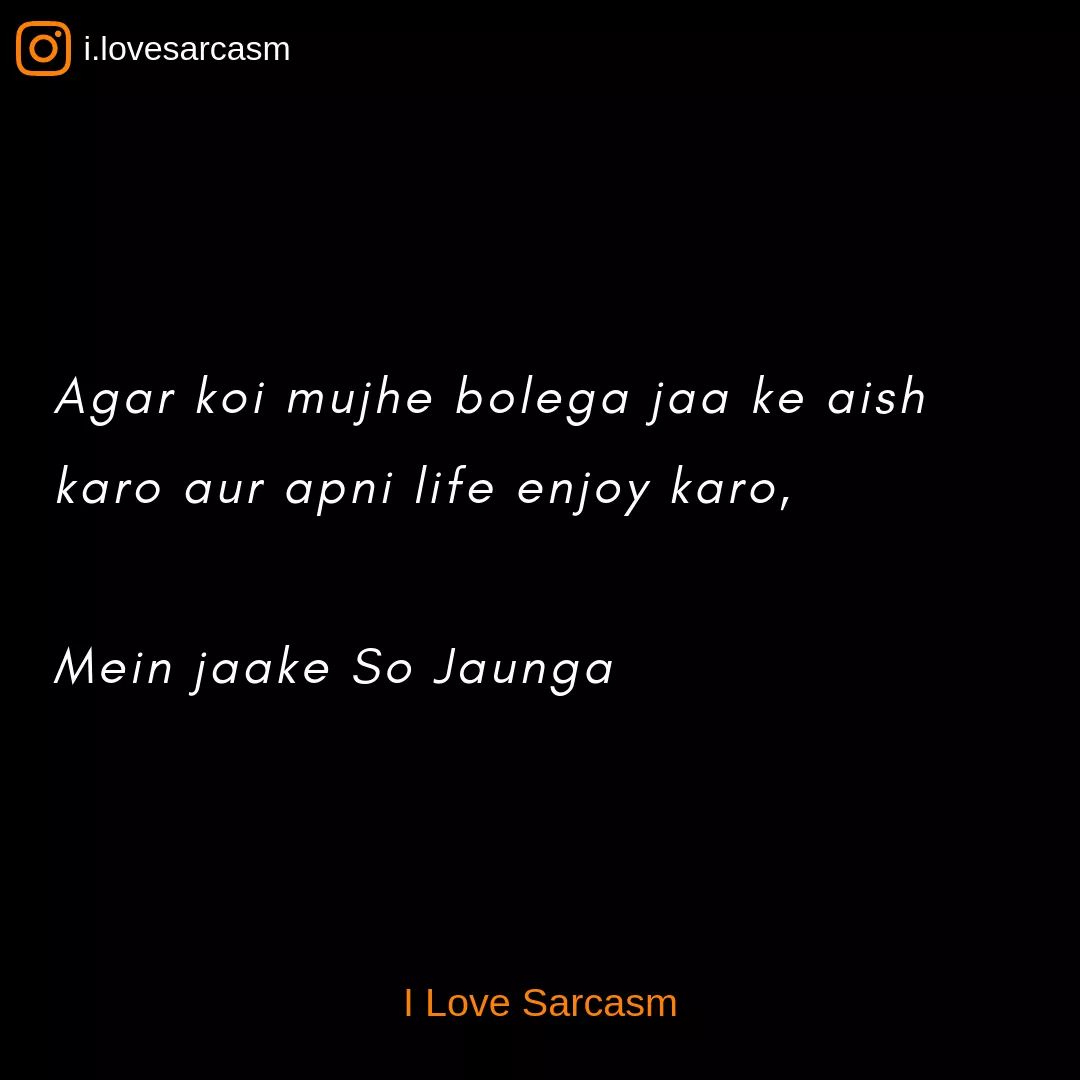 i.lovesarcasm
Agar koi mujhe bolega jaa ke aish
karo aur apni life enjoy karo,
Mein jaake So Jaunga
I Love Sarcasm